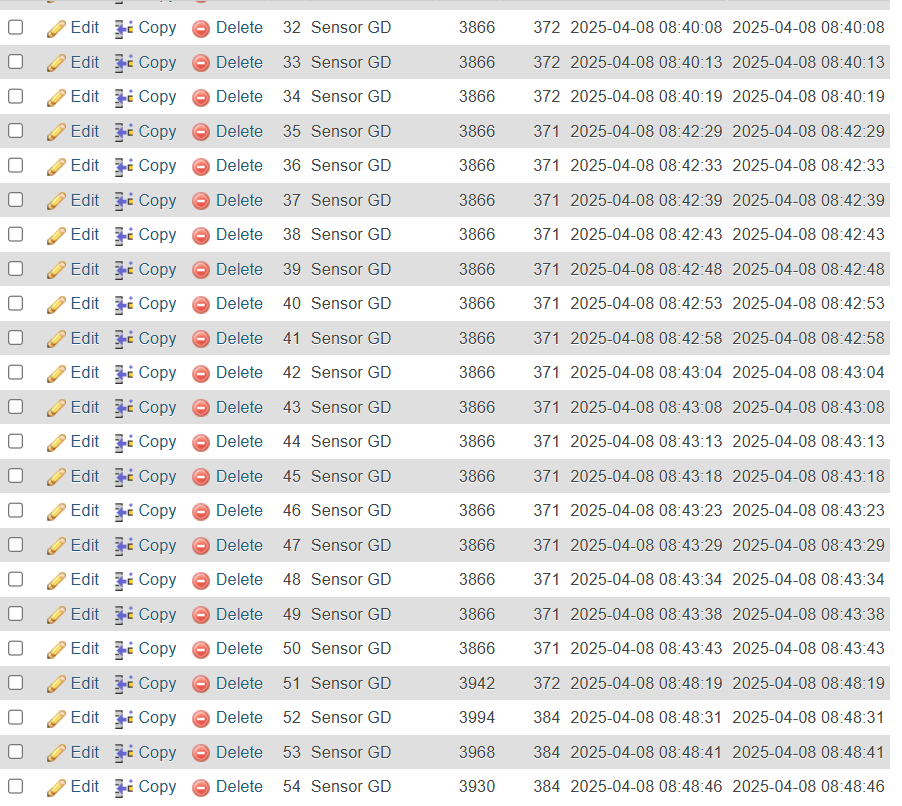 Edit Copy Delete 32 Sensor GD 3866 372 2025-04-08 08:40:08 2025-04-08 08:40:08
Edit Copy Delete 33 Sensor GD 3866 372 2025-04-08 08:40:13 2025-04-08 08:40:13
Edit Copy Delete 34 Sensor GD 3866 372 2025-04-08 08:40:19 2025-04-08 08:40:19
Edit Copy Delete 35 Sensor GD 3866 371 2025-04-08 08:42:29 2025-04-08 08:42:29
Edit Copy Delete 36 Sensor GD 3866 371 2025-04-08 08:42:33 2025-04-08 08:42:33
Edit Copy Delete 37 Sensor GD 3866 371 2025-04-08 08:42:39 2025-04-08 08:42:39
Edit Copy Delete 38 Sensor GD 3866 371 2025-04-08 08:42:43 2025-04-08 08:42:43
Edit Copy Delete 39 Sensor GD 3866 371 2025-04-08 08:42:48 2025-04-08 08:42:48
Edit Copy Delete 40 Sensor GD 3866 371 2025-04-08 08:42:53 2025-04-08 08:42:53
Edit Copy Delete 41 Sensor GD 3866 371 2025-04-08 08:42:58 2025-04-08 08:42:58
Edit Copy Delete 42 Sensor GD 3866 371 2025-04-08 08:43:04 2025-04-08 08:43:04
Edit Copy Delete 43 Sensor GD 3866 371 2025-04-08 08:43:08 2025-04-08 08:43:08
Edit Copy Delete 44 Sensor GD 3866 371 2025-04-08 08:43:13 2025-04-08 08:43:13
Edit Copy Delete 45 Sensor GD 3866 371 2025-04-08 08:43:18 2025-04-08 08:43:18
Edit Copy Delete 46 Sensor GD 3866 371 2025-04-08 08:43:23 2025-04-08 08:43:23
Edit Copy Delete 47 Sensor GD 3866 371 2025-04-08 08:43:29 2025-04-08 08:43:29
Edit Copy Delete 48 Sensor GD 3866 371 2025-04-08 08:43:34 2025-04-08 08:43:34
Edit Copy Delete 49 Sensor GD 3866 371 2025-04-08 08:43:38 2025-04-08 08:43:38
Edit Copy Delete 50 Sensor GD 3866 371 2025-04-08 08:43:43 2025-04-08 08:43:43
Edit Copy Delete 51 Sensor GD 3942 372 2025-04-08 08:48:19 2025-04-08 08:48:19
Edit Copy Delete 52 Sensor GD 3994 384 2025-04-08 08:48:31 2025-04-08 08:48:31
Edit Copy Delete 53 Sensor GD 3968 384 2025-04-08 08:48:41 2025-04-08 08:48:41
Edit Copy Delete 54 Sensor GD 3930 384 2025-04-08 08:48:46 2025-04-08 08:48:46